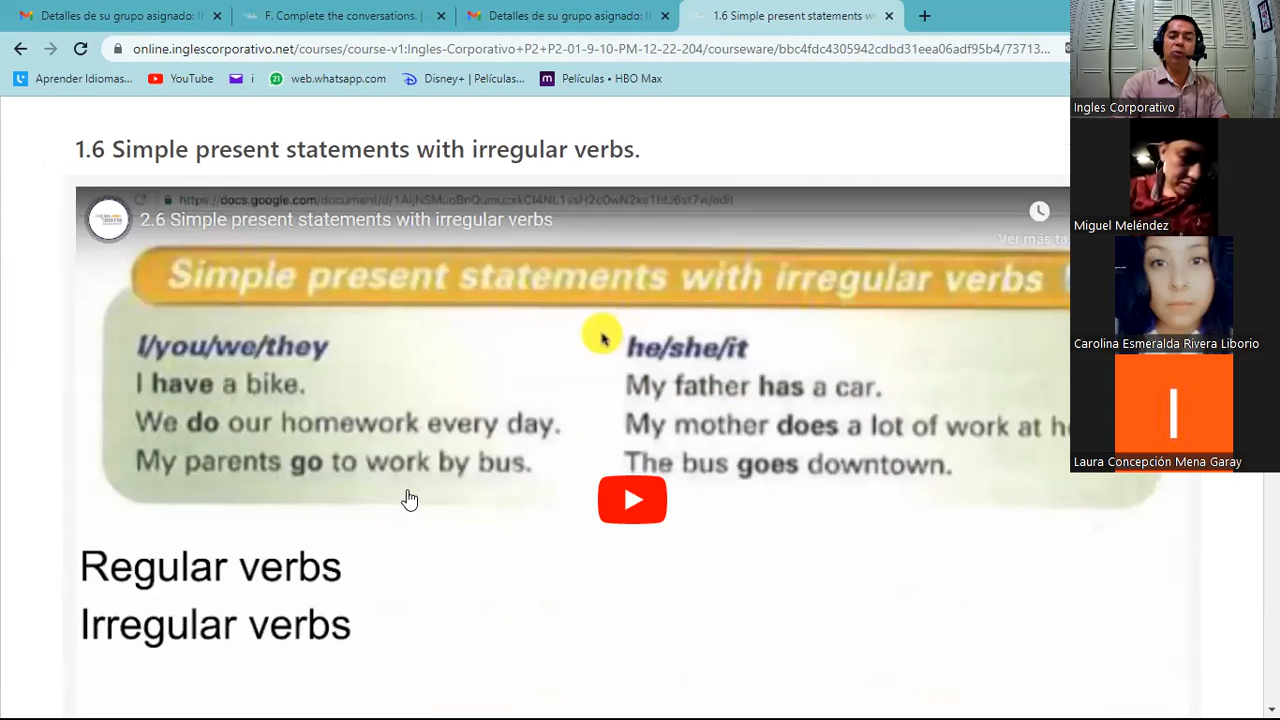 Detalles de su grupo asignado: I
F. Complete the conversations. |
Detalles de su grupo asignado: I
1.6 Simple present statements w
online.inglescorporativo.net/courses/course-v1:Ingles-Corporativo+P2+P2-01-9-10-PM-12-22-204/courseware/bbc4fdc4305942cdbb31eea06adf95b4/73713...
Aprender Idiomas...
YouTube
i
web.whatsapp.com
Disney+ | Películas...
Películas • HBO Max
Ingles Corporativo
Miguel Meléndez
Carolina Esmeralda Rivera Liborio
Laura Concepción Mena Garay
1.6 Simple present statements with irregular verbs.
2.6 Simple present statements with irregular verbs
Ver más ta
Simple present statements with irregular verbs
I/you/we/they
I have a bike.
We do our homework every day.
My parents go to work by bus.
he/she/it
My father has a car.
My mother does a lot of work at h
The bus goes downtown.
Regular verbs
Irregular verbs